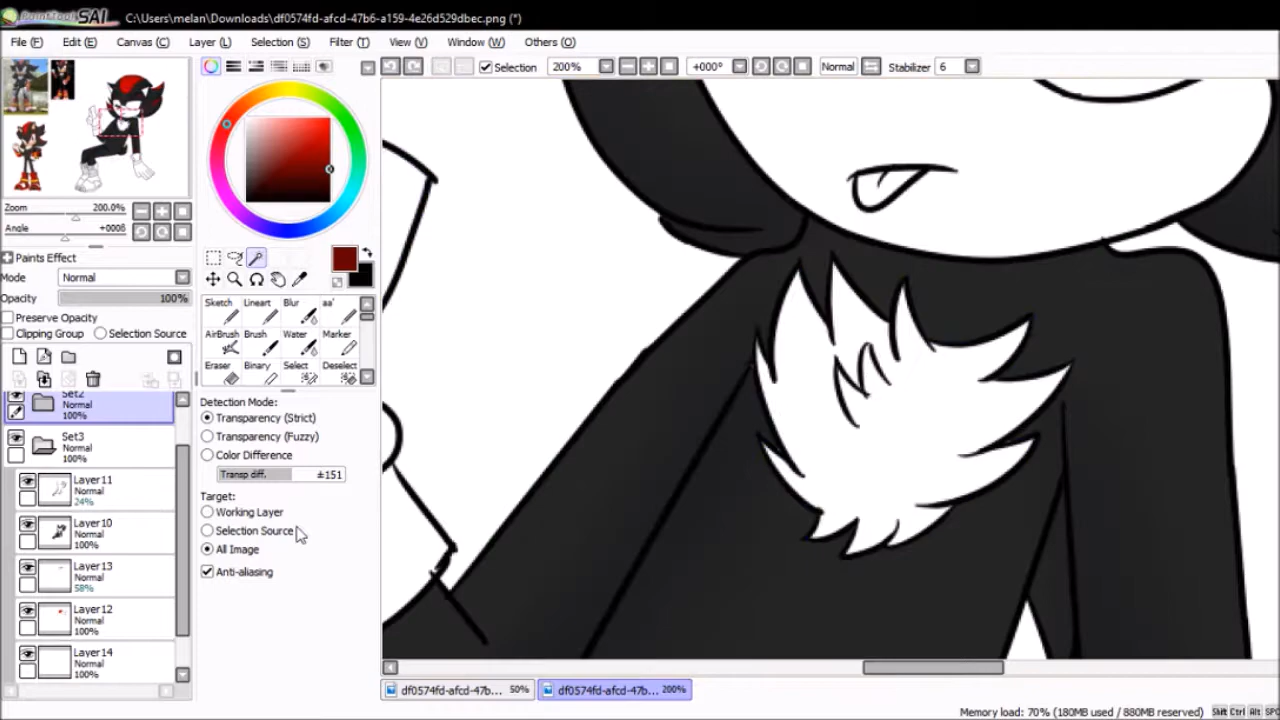 PaintTool SAI C:\Users\melan\Downloads\df0574fd-afcd-47b6-a159-4e26d529dbec.png (*)
File (F) Edit (E) Canvas (C) Layer (L) Selection (S) Filter (T) View (V) Window (W) Others (O)
Selection 200% +000° Normal Stabilizer 6
Zoom 200.0%
Angle +0008
Paints Effect
Mode Normal
Opacity 100%
Preserve Opacity
Clipping Group Selection Source
Set2
Normal
100%
Set3
Normal
100%
Layer11
Normal
24%
Layer10
Normal
100%
Layer13
Normal
58%
Layer12
Normal
100%
Layer14
Normal
100%
Sketch Lineart Blur aa'
AirBrush Brush Water Marker
Eraser Binary Select Deselect
Detection Mode:
Transparency (Strict)
Transparency (Fuzzy)
Color Difference
Transp diff. ±151
Target:
Working Layer
Selection Source
All Image
Anti-aliasing
df0574fd-afcd-47b... 50% df0574fd-afcd-47b... 200%
Memory load: 70% (180MB used / 880MB reserved) Shift Ctrl Alt SPC